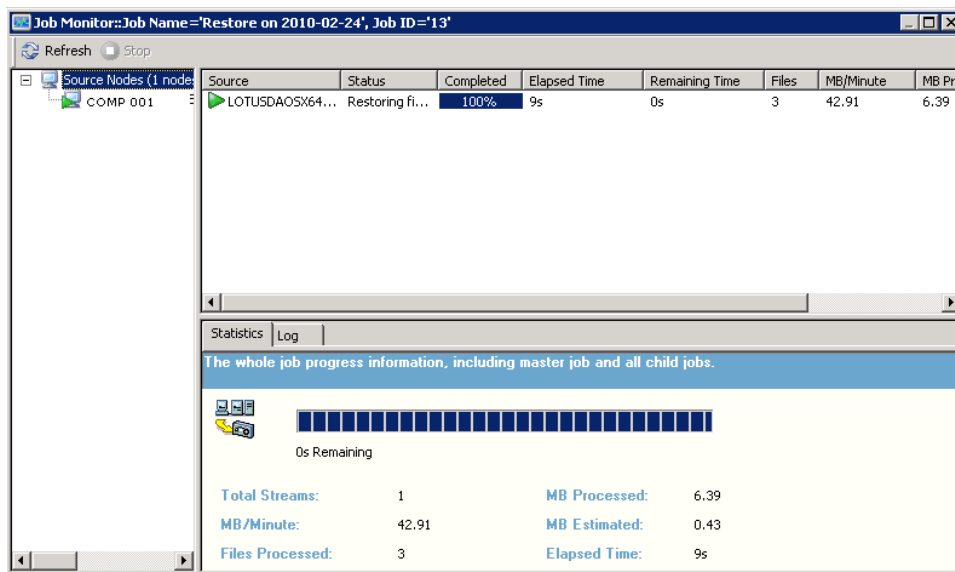 Job Monitor::Job Name='Restore on 2010-02-24', Job ID='13'
Refresh Stop
Source Nodes (1 node
COMP 001
Source Status Completed Elapsed Time Remaining Time Files MB/Minute MB Pr
LOTUSDAOSX64... Restoring fi... 100% 9s 0s 3 42.91 6.39
Statistics Log
The whole job progress information, including master job and all child jobs.
0s Remaining
Total Streams: 1 MB Processed: 6.39
MB/Minute: 42.91 MB Estimated: 0.43
Files Processed: 3 Elapsed Time: 9s